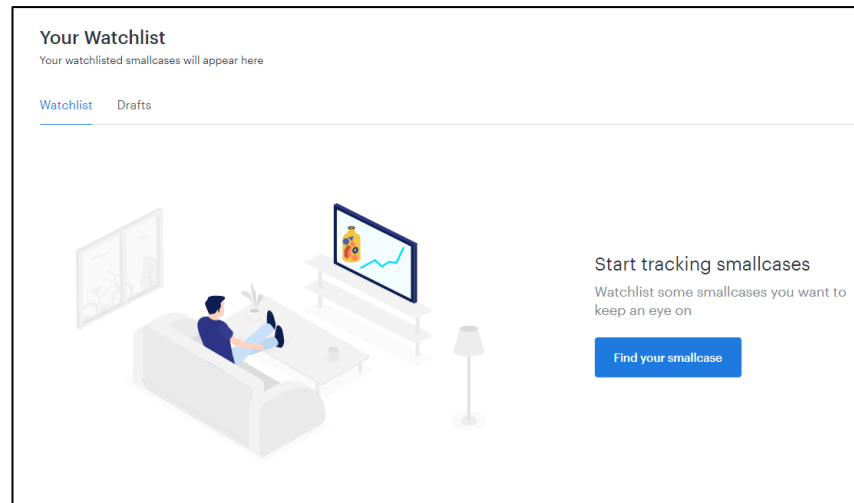 Your Watchlist
Your watchlisted smallcases will appear here
Watchlist Drafts
Start tracking smallcases
Watchlist some smallcases you want to
keep an eye on
Find your smallcase